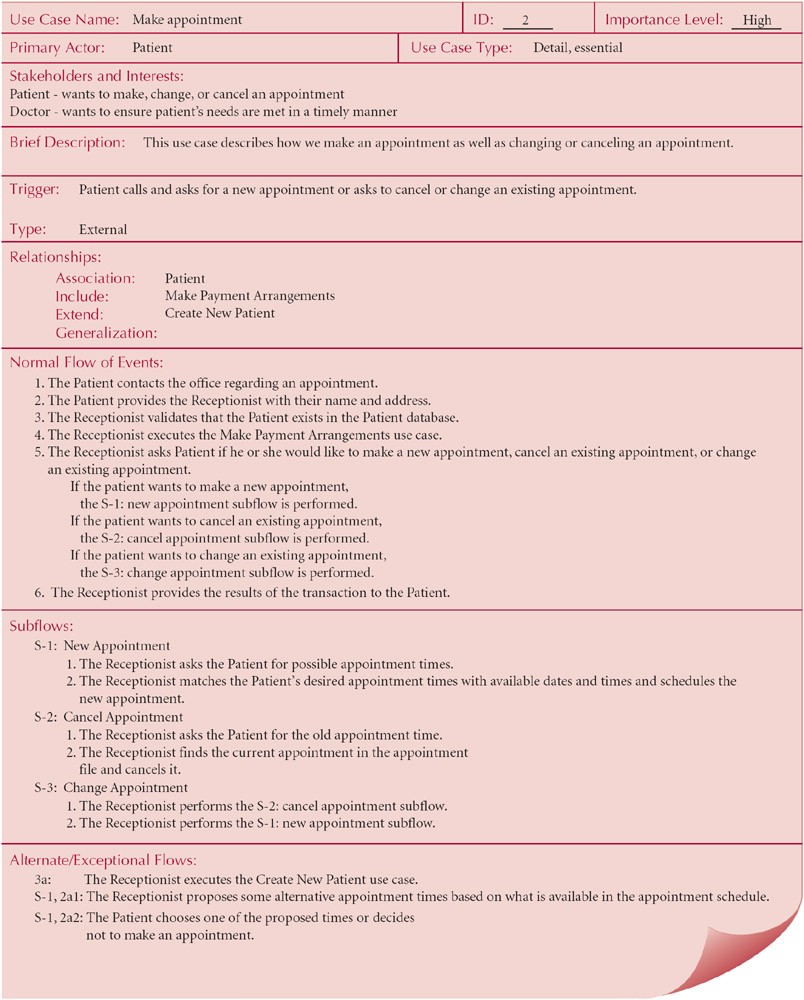 Use Case Name: Make appointment ID: 2 Importance Level: High
Primary Actor: Patient Use Case Type: Detail, essential
Stakeholders and Interests:
Patient - wants to make, change, or cancel an appointment
Doctor - wants to ensure patient's needs are met in a timely manner
Brief Description: This use case describes how we make an appointment as well as changing or canceling an appointment.
Trigger: Patient calls and asks for a new appointment or asks to cancel or change an existing appointment.
Type: External
Relationships:
Association: Patient
Include: Make Payment Arrangements
Extend: Create New Patient
Generalization:
Normal Flow of Events:
1. The Patient contacts the office regarding an appointment.
2. The Patient provides the Receptionist with their name and address.
3. The Receptionist validates that the Patient exists in the Patient database.
4. The Receptionist executes the Make Payment Arrangements use case.
5. The Receptionist asks Patient if he or she would like to make a new appointment, cancel an existing appointment, or change
an existing appointment.
If the patient wants to make a new appointment,
the S-1: new appointment subflow is performed.
If the patient wants to cancel an existing appointment,
the S-2: cancel appointment subflow is performed.
If the patient wants to change an existing appointment,
the S-3: change appointment subflow is performed.
6. The Receptionist provides the results of the transaction to the Patient.
Subflows:
S-1: New Appointment
1. The Receptionist asks the Patient for possible appointment times.
2. The Receptionist matches the Patient's desired appointment times with available dates and times and schedules the
new appointment.
S-2: Cancel Appointment
1. The Receptionist asks the Patient for the old appointment time.
2. The Receptionist finds the current appointment in the appointment
file and cancels it.
S-3: Change Appointment
1. The Receptionist performs the S-2: cancel appointment subflow.
2. The Receptionist performs the S-1: new appointment subflow.
Alternate/Exceptional Flows:
3a: The Receptionist executes the Create New Patient use case.
S-1, 2a1: The Receptionist proposes some alternative appointment times based on what is available in the appointment schedule.
S-1, 2a2: The Patient chooses one of the proposed times or decides
not to make an appointment.